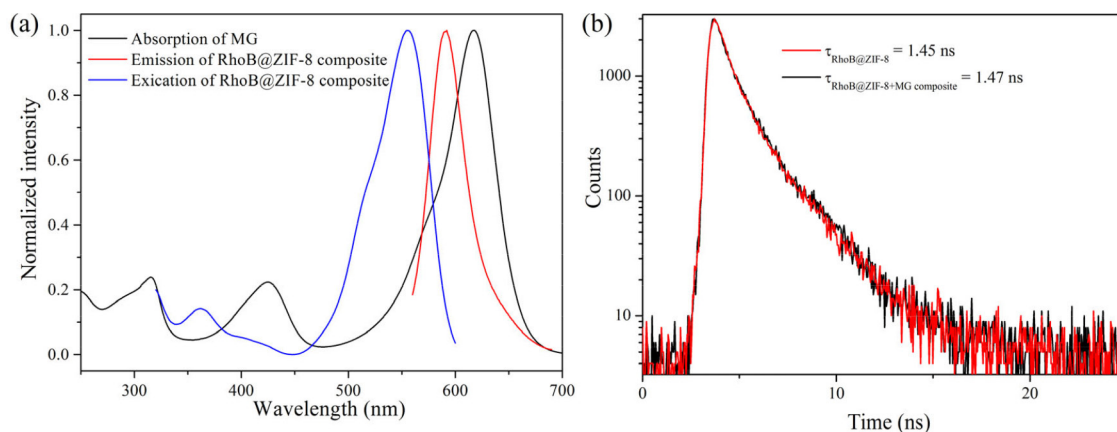 (a)
Absorption of MG
Emission of RhoB@ZIF-8 composite
Exication of RhoB@ZIF-8 composite
Normalized intensity
1.0
0.8
0.6
0.4
0.2
0.0
300 400 500 600 700
Wavelength (nm)
(b)
τRhoB@ZIF-8 = 1.45 ns
τRhoB@ZIF-8+MG composite = 1.47 ns
Counts
1000
100
10
0 10 20
Time (ns)